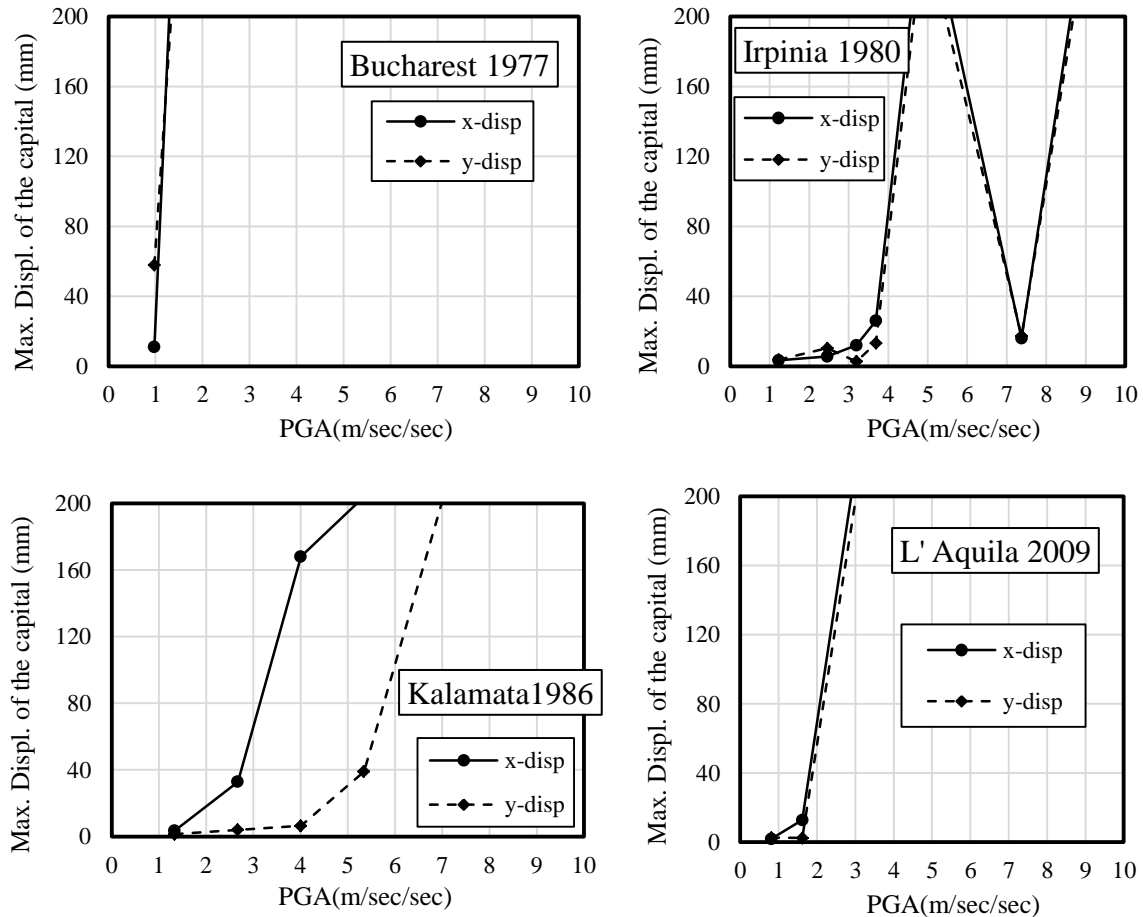 Max. Displ. of the capital (mm)
200
160
120
80
40
0
Bucharest 1977
x-disp
y-disp
0 1 2 3 4 5 6 7 8 9 10
PGA(m/sec/sec)
Max. Displ. of the capital (mm)
200
160
120
80
40
0
Irpinia 1980
x-disp
y-disp
0 1 2 3 4 5 6 7 8 9 10
PGA(m/sec/sec)
Max. Displ. of the capital (mm)
200
160
120
80
40
0
Kalamata1986
x-disp
y-disp
0 1 2 3 4 5 6 7 8 9 10
PGA(m/sec/sec)
Max. Displ. of the capital (mm)
200
160
120
80
40
0
L' Aquila 2009
x-disp
y-disp
0 1 2 3 4 5 6 7 8 9 10
PGA(m/sec/sec)